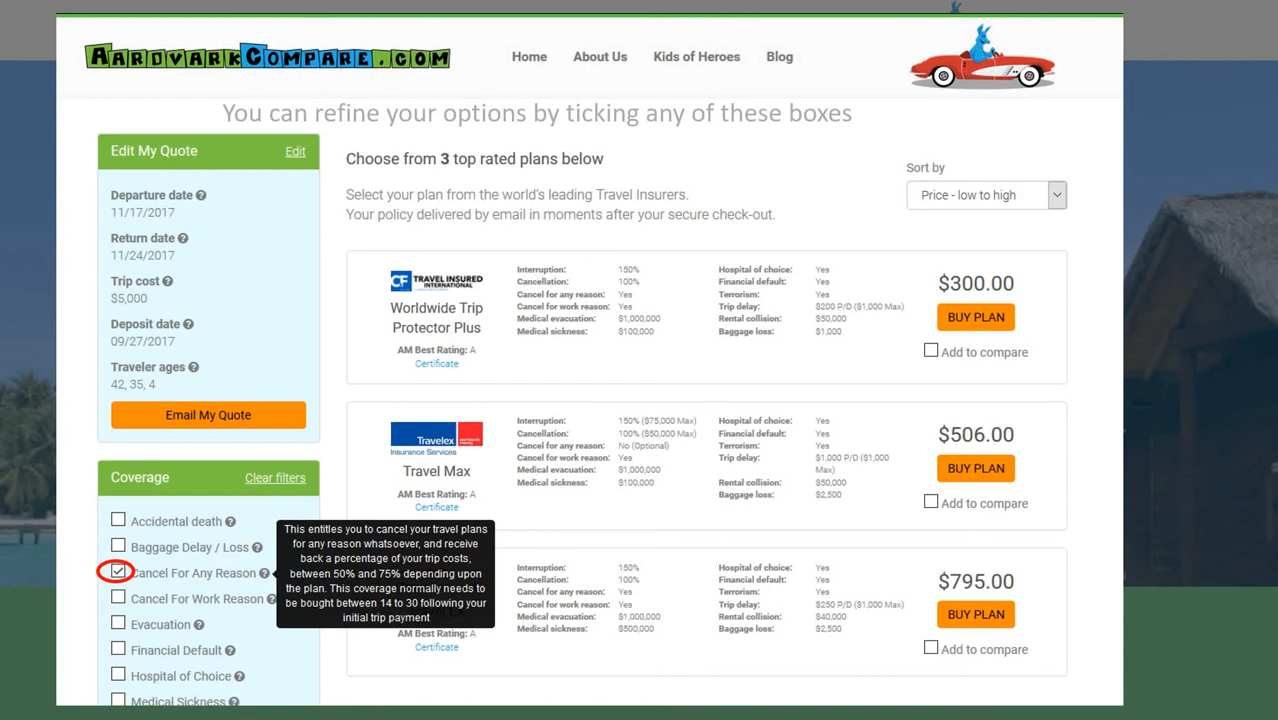 AARDVARKCOMPARE.COM
Home About Us Kids of Heroes Blog
You can refine your options by ticking any of these boxes
Edit My Quote Edit
Departure date
11/17/2017
Return date
11/24/2017
Trip cost
$5,000
Deposit date
09/27/2017
Traveler ages
42, 35, 4
Email My Quote
Coverage Clear filters
Accidental death
Baggage Delay / Loss
Cancel For Any Reason
Cancel For Work Reason
Evacuation
Financial Default
Hospital of Choice
Medical Sickness
This entitles you to cancel your travel plans
for any reason whatsoever, and receive
back a percentage of your trip costs,
between 50% and 75% depending upon
the plan. This coverage normally needs to
be bought between 14 to 30 following your
initial trip payment
Choose from 3 top rated plans below
Select your plan from the world's leading Travel Insurers.
Your policy delivered by email in moments after your secure check-out.
Sort by
Price - low to high
TRAVEL INSURED
INTERNATIONAL
Worldwide Trip
Protector Plus
AM Best Rating: A
Certificate
Interruption: 150%
Cancellation: 100%
Cancel for any reason: Yes
Cancel for work reason: Yes
Medical evacuation: $1,000,000
Medical sickness: $100,000
Hospital of choice: Yes
Financial default: Yes
Terrorism: Yes
Trip delay: $200 P/D ($1,000 Max)
Rental collision: $50,000
Baggage loss: $1,000
$300.00
BUY PLAN
Add to compare
Travelex
Insurance Services
Travel Max
AM Best Rating: A
Certificate
Interruption: 150% ($75,000 Max)
Cancellation: 100% ($50,000 Max)
Cancel for any reason: No (Optional)
Cancel for work reason: Yes
Medical evacuation: $1,000,000
Medical sickness: $100,000
Hospital of choice: Yes
Financial default: Yes
Terrorism: Yes
Trip delay: $1,000 P/D ($1,000
Max)
Rental collision: $50,000
Baggage loss: $2,500
$506.00
BUY PLAN
Add to compare
AM Best Rating: A
Certificate
Interruption: 150%
Cancellation: 100%
Cancel for any reason: Yes
Cancel for work reason: Yes
Medical evacuation: $1,000,000
Medical sickness: $500,000
Hospital of choice: Yes
Financial default: Yes
Terrorism: Yes
Trip delay: $250 P/D ($1,000 Max)
Rental collision: $40,000
Baggage loss: $2,500
$795.00
BUY PLAN
Add to compare